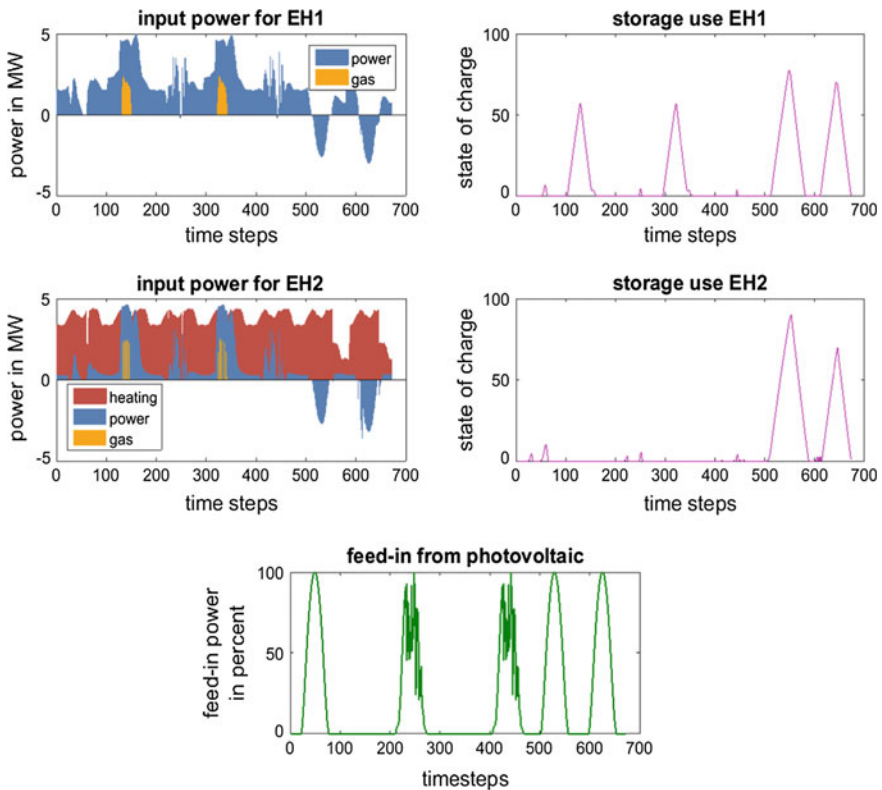 input power for EH1
power in MW
5
0
-5
power
gas
0 100 200 300 400 500 600 700
time steps
storage use EH1
state of charge
100
50
0
0 100 200 300 400 500 600 700
time steps
input power for EH2
power in MW
5
0
-5
heating
power
gas
0 100 200 300 400 500 600 700
time steps
storage use EH2
state of charge
100
50
0
0 100 200 300 400 500 600 700
time steps
feed-in from photovoltaic
feed-in power
in percent
100
50
0
0 100 200 300 400 500 600 700
timesteps